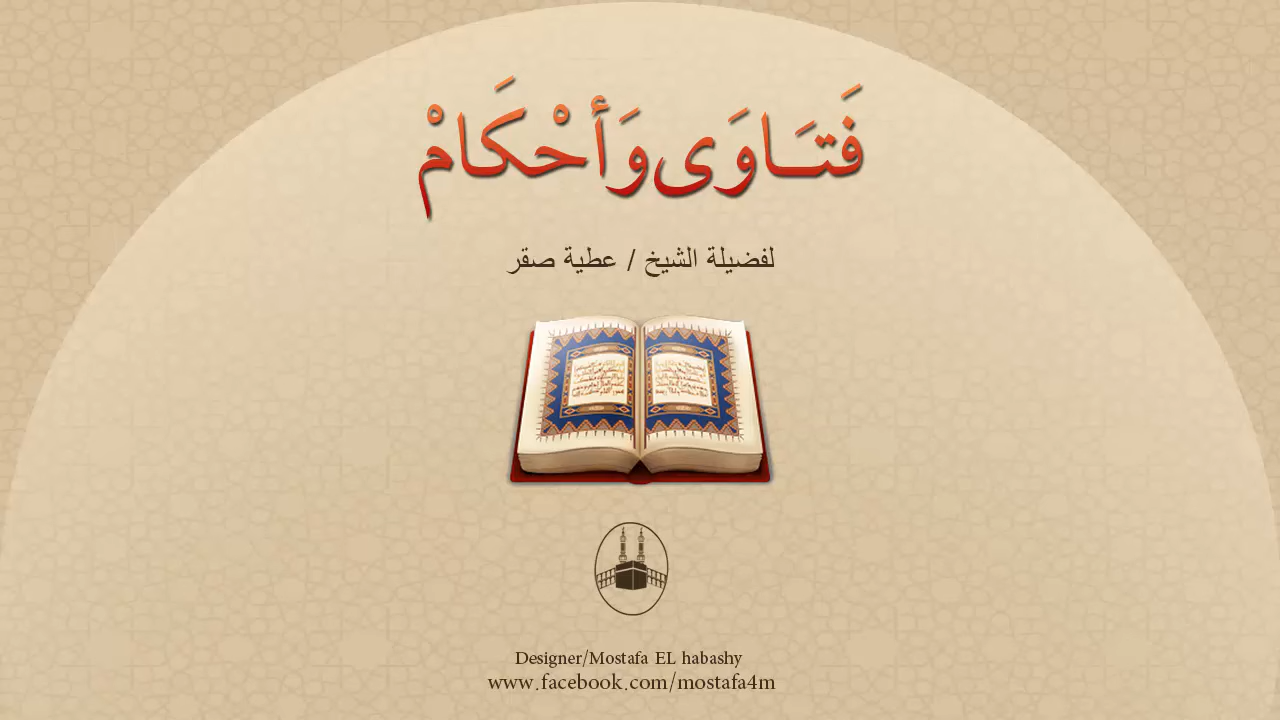 فَتَاوَى وَأَحْكَامْ
لفضيلة الشيخ / عطية صقر
Designer/Mostafa EL habashy
www.facebook.com/mostafa4m